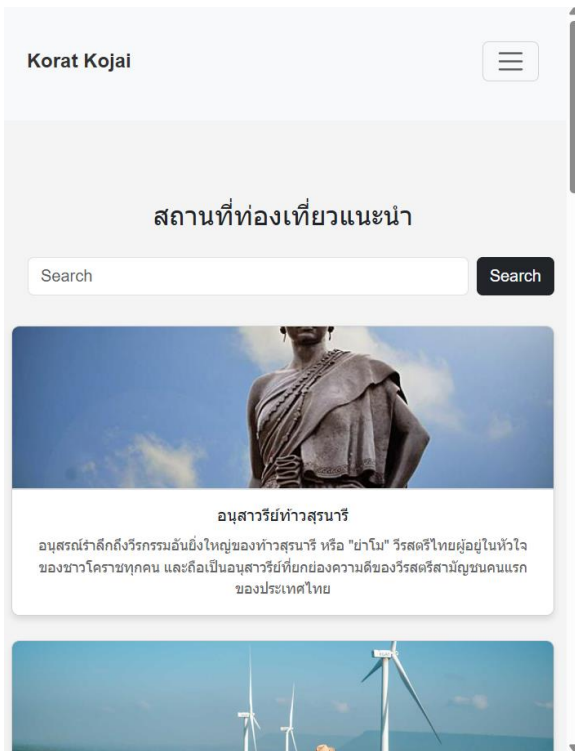 Korat Kojai
สถานที่ท่องเที่ยวแนะนำ
Search
Search
อนุสาวรีย์ท้าวสุรนารี
อนุสรณ์รำลึกถึงวีรกรรมอันยิ่งใหญ่ของท้าวสุรนารี หรือ "ย่าโม" วีรสตรีไทยผู้อยู่ในหัวใจ
ของชาวโคราชทุกคน และถือเป็นอนุสาวรีย์ที่ยกย่องความดีของวีรสตรีสามัญชนคนแรก
ของประเทศไทย